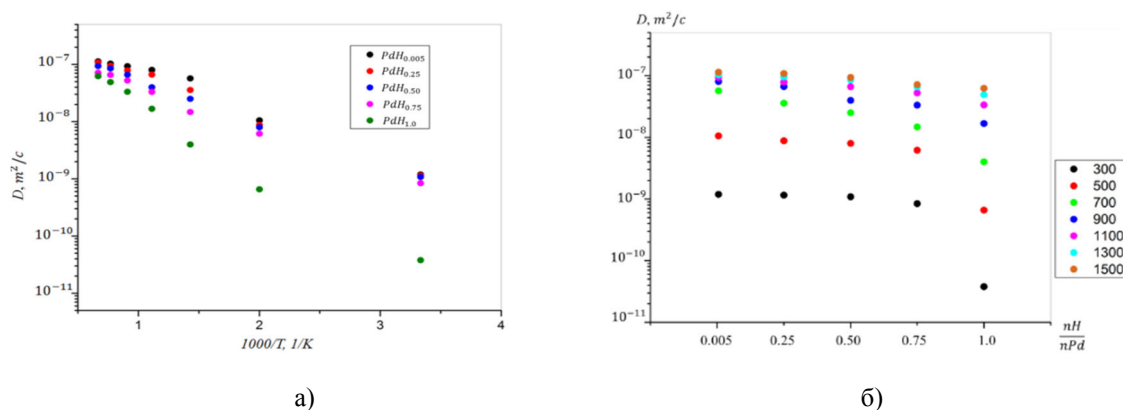 10⁻⁷
10⁻⁸
10⁻⁹
10⁻¹⁰
10⁻¹¹
D, m²/c
PdH₀.₀₀₅
PdH₀.₂₅
PdH₀.₅₀
PdH₀.₇₅
PdH₁.₀
1 2 3 4
1000/T, 1/K
a)
D, m²/c
10⁻⁷
10⁻⁸
10⁻⁹
10⁻¹⁰
10⁻¹¹
300
500
700
900
1100
1300
1500
0.005 0.25 0.50 0.75 1.0
nH
nPd
б)